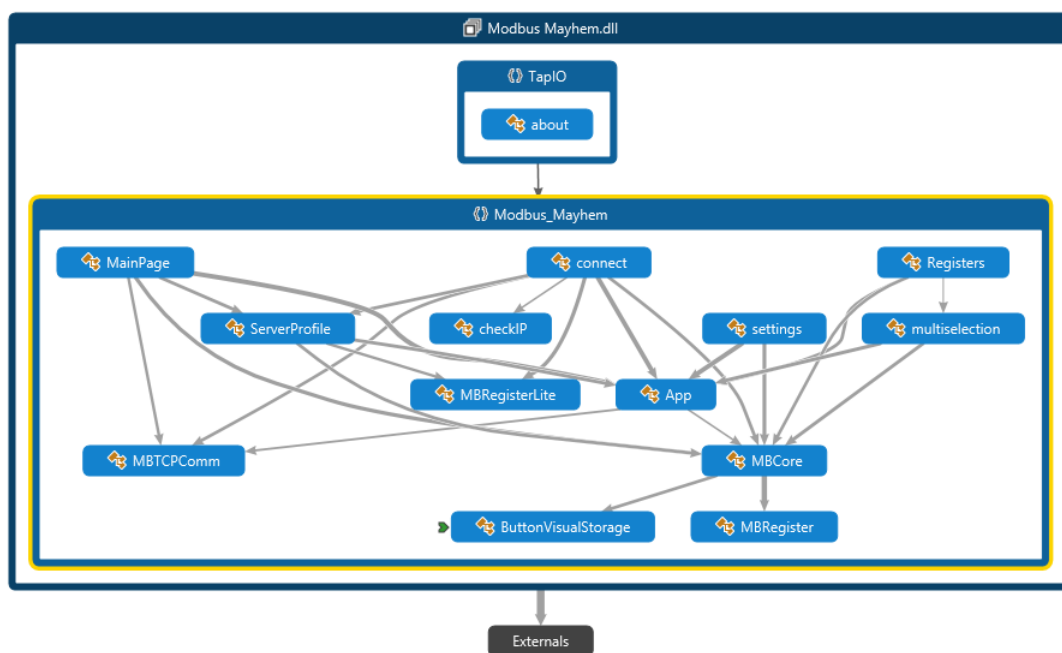 Modbus Mayhem.dll
TapIO
about
Modbus_Mayhem
MainPage
connect
Registers
ServerProfile
checkIP
settings
multiselection
MBRegisterLite
App
MBTCPComm
MBCore
ButtonVisualStorage
MBRegister
Externals